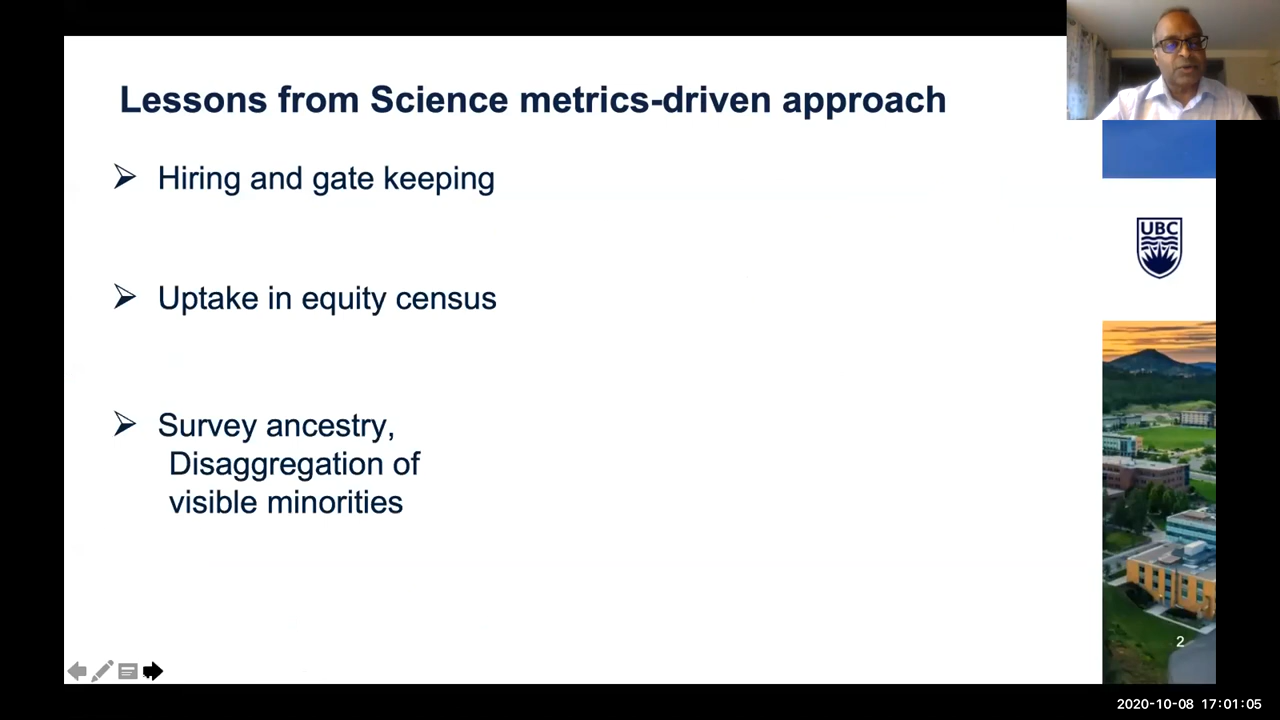 Lessons from Science metrics-driven approach
Hiring and gate keeping
Uptake in equity census
Survey ancestry,
Disaggregation of
visible minorities
UBC
2
2020-10-08 17:01:05